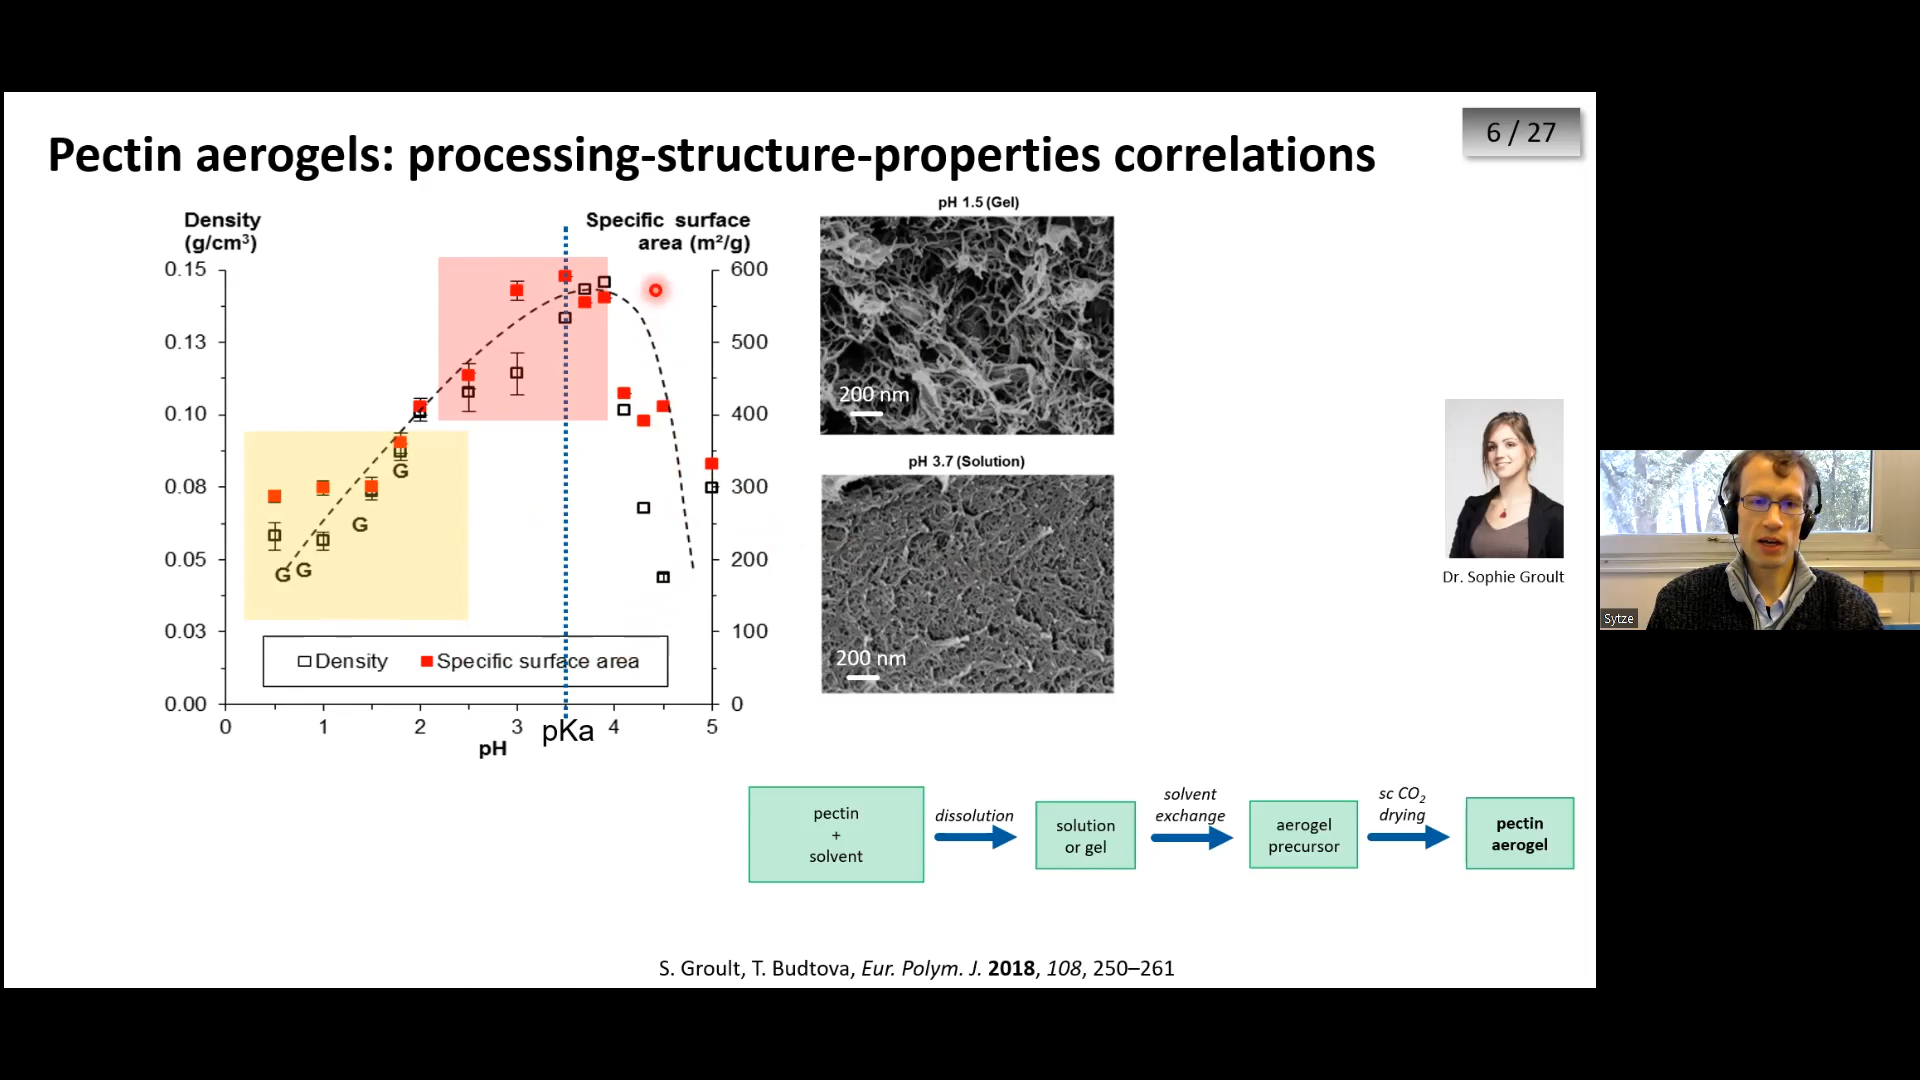 6 / 27
Pectin aerogels: processing-structure-properties correlations
Density
(g/cm³)
Specific surface
area (m²/g)
0.15
0.13
0.10
0.08
0.05
0.03
0.00
600
500
400
300
200
100
0
G
G
G G
Density
Specific surface area
0 1 2 3 4 5
pKa
pH
pH 1.5 (Gel)
200 nm
pH 3.7 (Solution)
200 nm
Dr. Sophie Groult
Sytze
pectin
+
solvent
dissolution
solution
or gel
solvent
exchange
aerogel
precursor
sc CO₂
drying
pectin
aerogel
S. Groult, T. Budtova, Eur. Polym. J. 2018, 108, 250–261